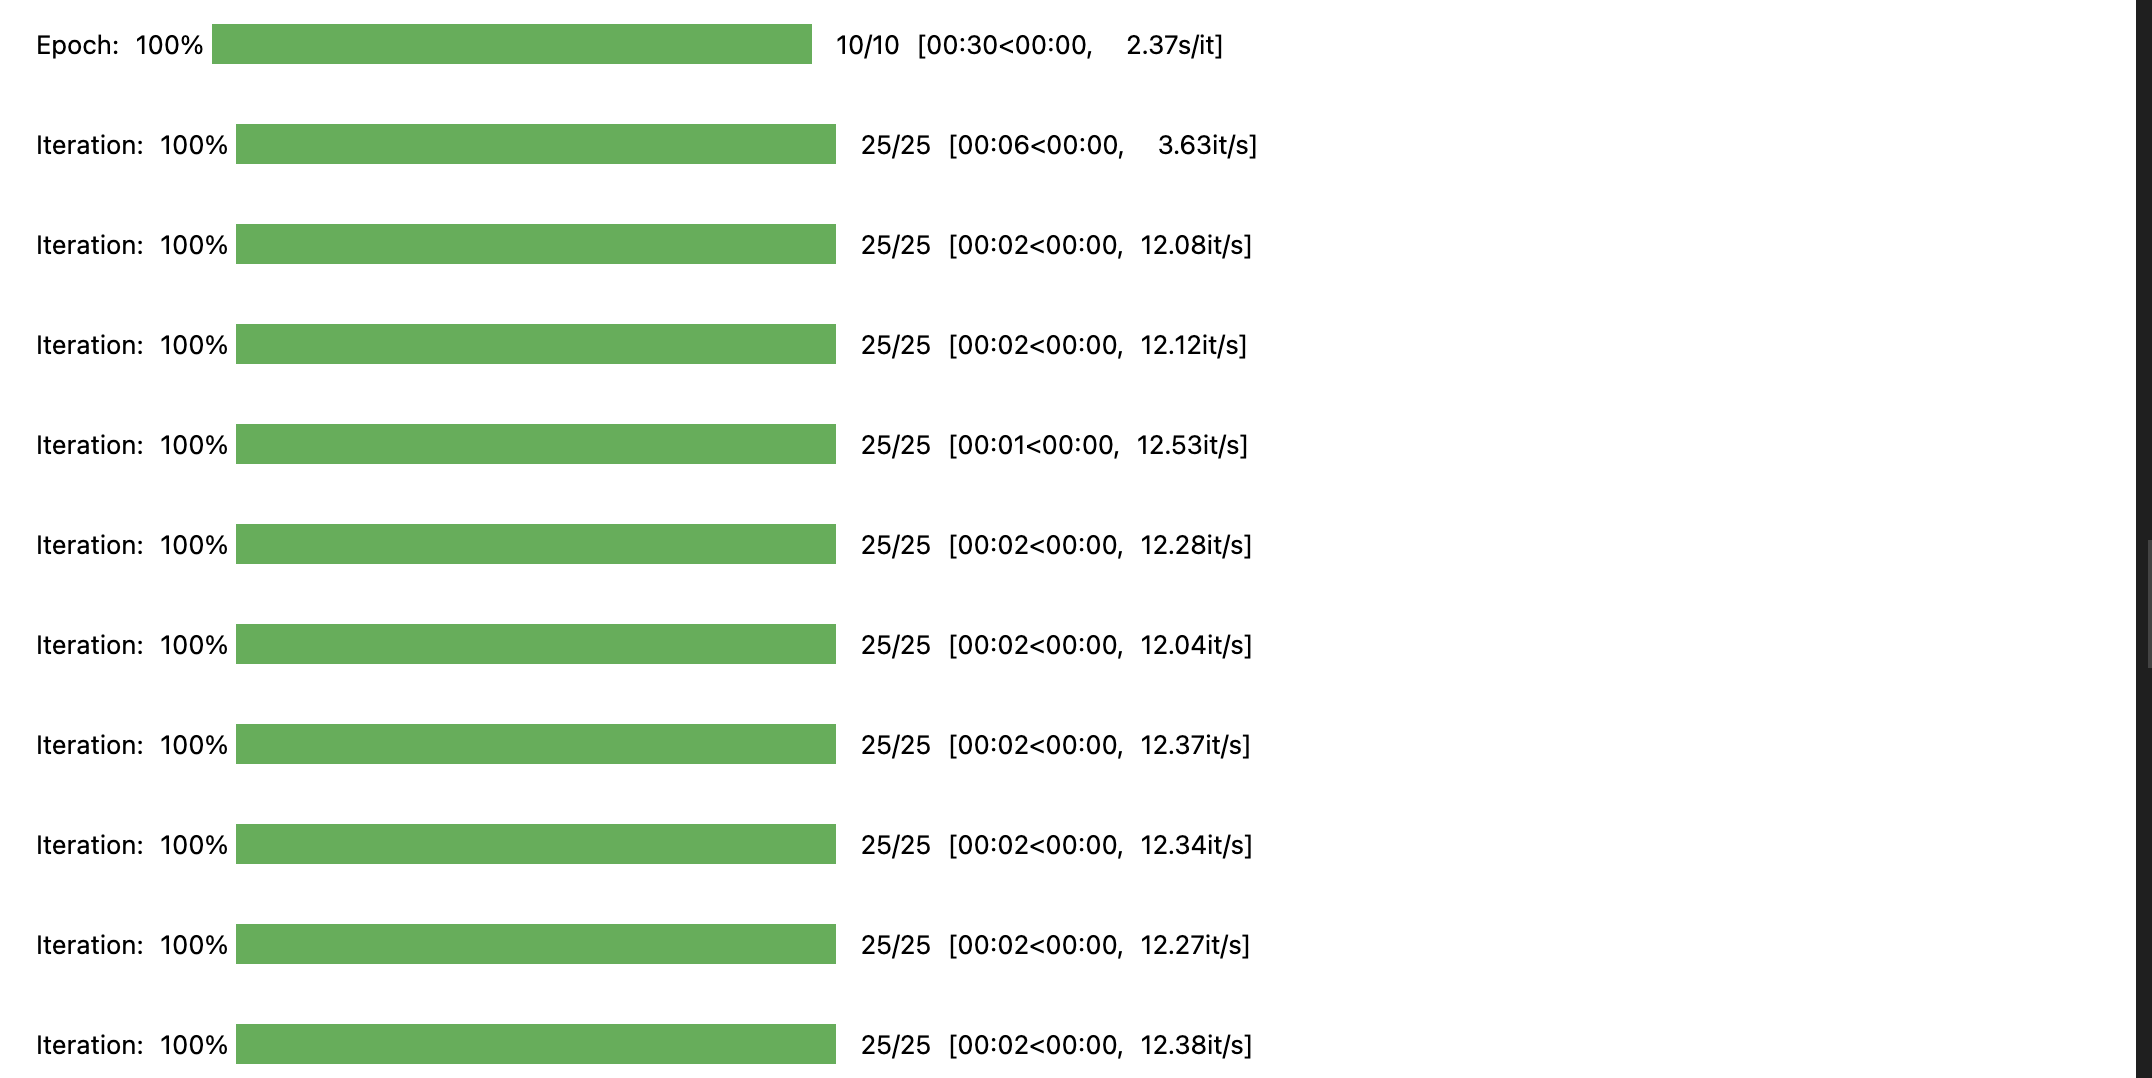 Epoch: 100% 10/10 [00:30<00:00, 2.37s/it]
Iteration: 100% 25/25 [00:06<00:00, 3.63it/s]
Iteration: 100% 25/25 [00:02<00:00, 12.08it/s]
Iteration: 100% 25/25 [00:02<00:00, 12.12it/s]
Iteration: 100% 25/25 [00:01<00:00, 12.53it/s]
Iteration: 100% 25/25 [00:02<00:00, 12.28it/s]
Iteration: 100% 25/25 [00:02<00:00, 12.04it/s]
Iteration: 100% 25/25 [00:02<00:00, 12.37it/s]
Iteration: 100% 25/25 [00:02<00:00, 12.34it/s]
Iteration: 100% 25/25 [00:02<00:00, 12.27it/s]
Iteration: 100% 25/25 [00:02<00:00, 12.38it/s]